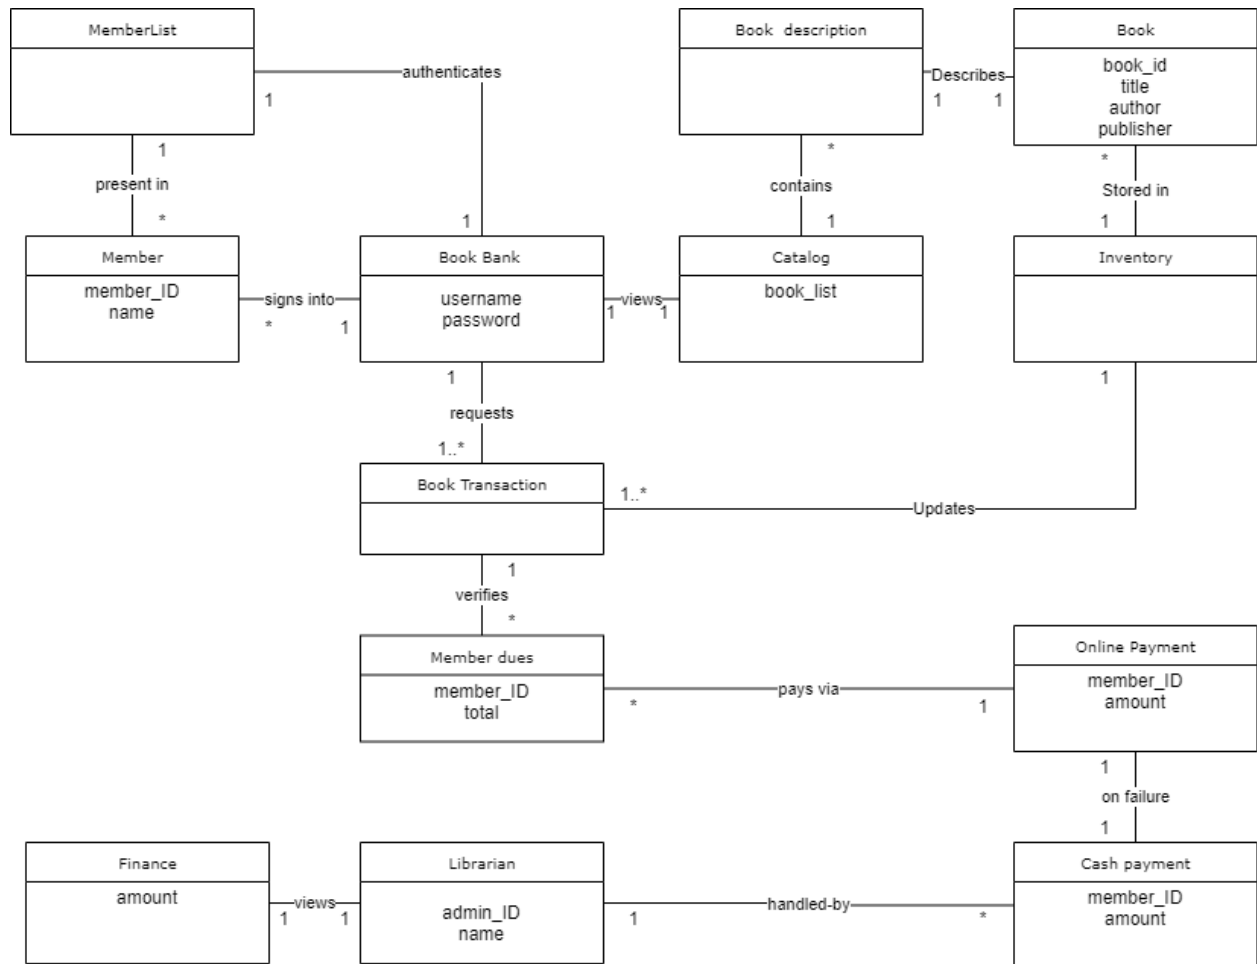 MemberList
Book description
Book
authenticates
Describes
book_id
title
author
publisher
1
1
1
1
*
*
present in
contains
Stored in
*
1
1
1
Member
Book Bank
Catalog
Inventory
member_ID
name
signs into
username
password
views
book_list
*
1
1
1
1
1
requests
1..*
Book Transaction
1..*
Updates
1
verifies
*
Member dues
Online Payment
member_ID
total
pays via
member_ID
amount
*
1
1
on failure
1
Finance
Librarian
Cash payment
amount
views
admin_ID
name
handled-by
member_ID
amount
1
1
1
*